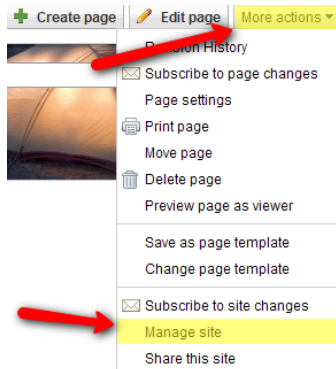 Create page Edit page More actions
Revision History
Subscribe to page changes
Page settings
Print page
Move page
Delete page
Preview page as viewer
Save as page template
Change page template
Subscribe to site changes
Manage site
Share this site